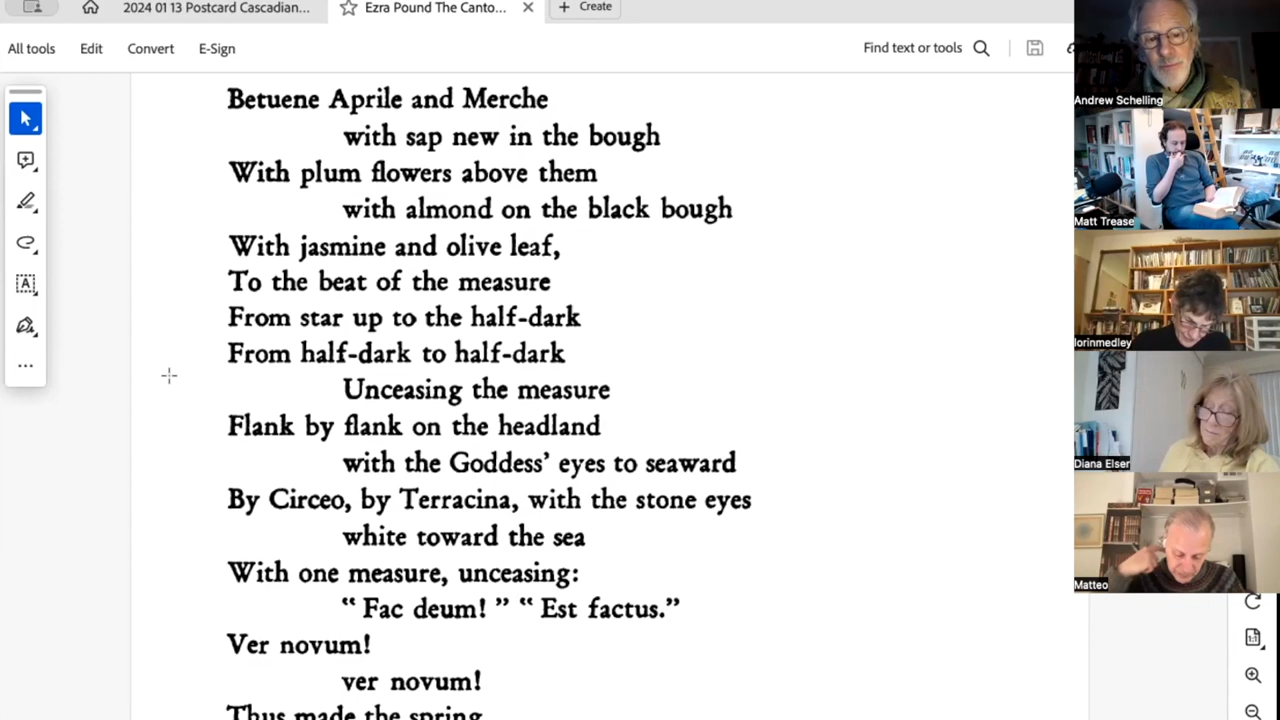 2024 01 13 Postcard Cascadian...
Ezra Pound The Canto...
Create
All tools
Edit
Convert
E-Sign
Find text or tools
Betuene Aprile and Merche
with sap new in the bough
With plum flowers above them
with almond on the black bough
With jasmine and olive leaf,
To the beat of the measure
From star up to the half-dark
From half-dark to half-dark
Unceasing the measure
Flank by flank on the headland
with the Goddess’ eyes to seaward
By Circeo, by Terracina, with the stone eyes
white toward the sea
With one measure, unceasing:
“ Fac deum! ” “ Est factus.”
Ver novum!
ver novum!
Thus made the spring
Andrew Schelling
Matt Trease
lorinmedley
Diana Elser
Matteo